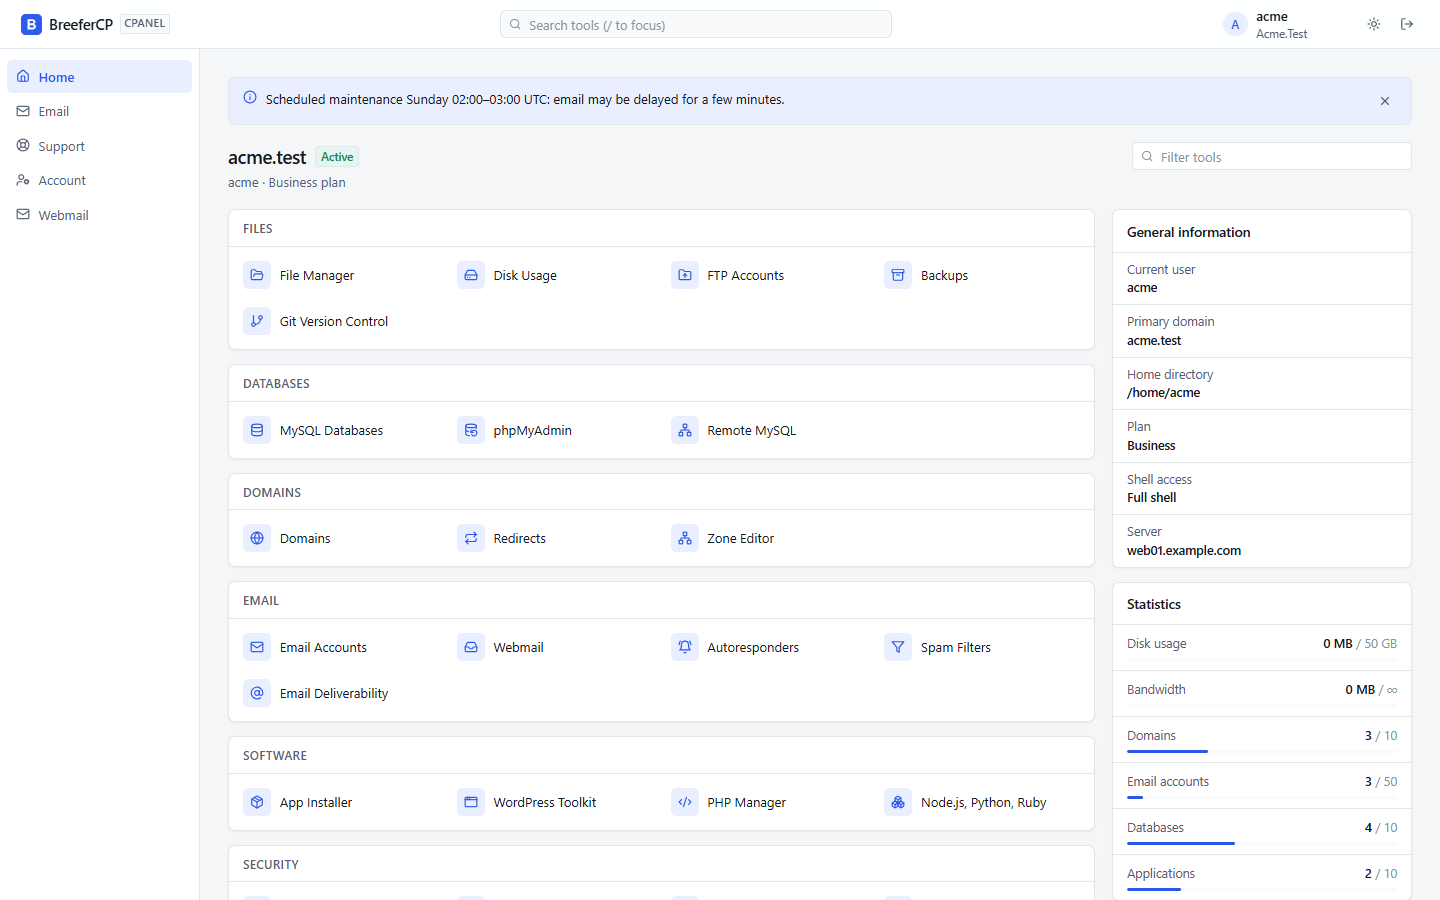 B BreeferCP CPANEL
Search tools (/ to focus)
A acme
Acme.Test
Home
Email
Support
Account
Webmail
Scheduled maintenance Sunday 02:00–03:00 UTC: email may be delayed for a few minutes.
acme.test Active
acme · Business plan
Filter tools
FILES
File Manager
Disk Usage
FTP Accounts
Backups
Git Version Control
DATABASES
MySQL Databases
phpMyAdmin
Remote MySQL
DOMAINS
Domains
Redirects
Zone Editor
EMAIL
Email Accounts
Webmail
Autoresponders
Spam Filters
Email Deliverability
SOFTWARE
App Installer
WordPress Toolkit
PHP Manager
Node.js, Python, Ruby
SECURITY
General information
Current user
acme
Primary domain
acme.test
Home directory
/home/acme
Plan
Business
Shell access
Full shell
Server
web01.example.com
Statistics
Disk usage 0 MB / 50 GB
Bandwidth 0 MB / ∞
Domains 3 / 10
Email accounts 3 / 50
Databases 4 / 10
Applications 2 / 10